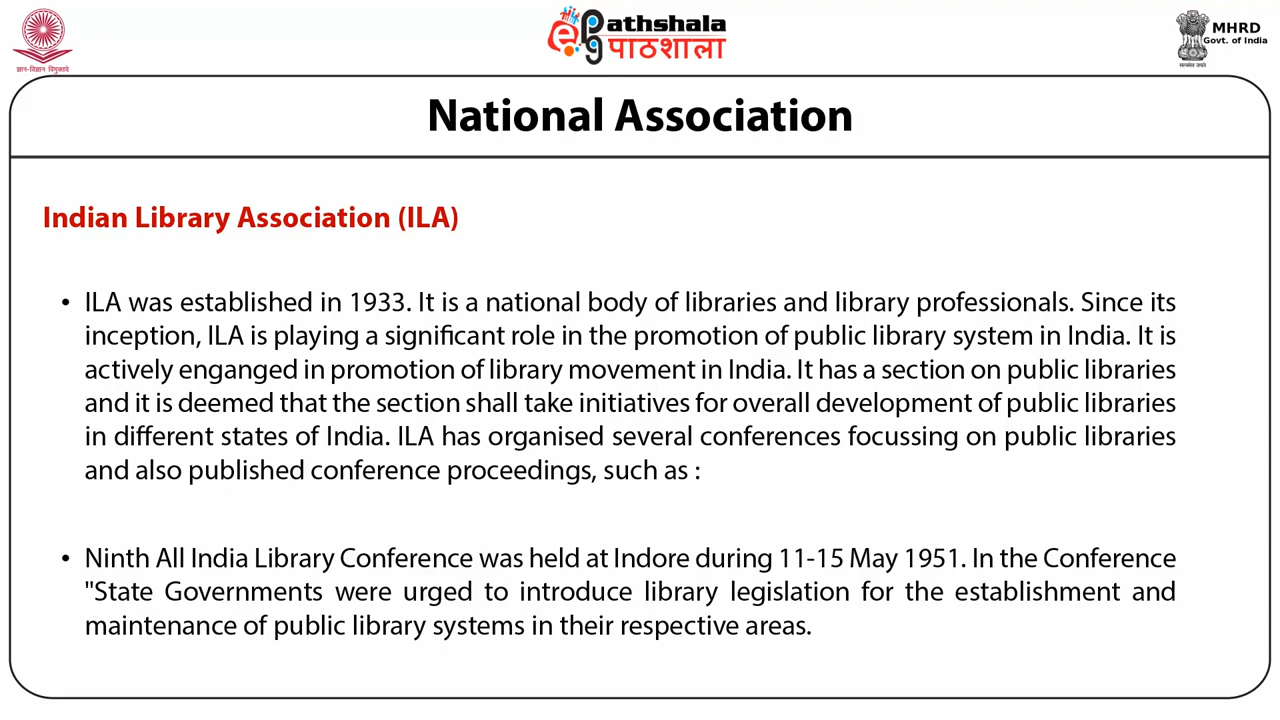 ePG Pathshala
पाठशाला
MHRD
Govt. of India
ज्ञान-विज्ञान विमुक्तये
सत्यमेव जयते
National Association
Indian Library Association (ILA)
• ILA was established in 1933. It is a national body of libraries and library professionals. Since its
inception, ILA is playing a significant role in the promotion of public library system in India. It is
actively enganged in promotion of library movement in India. It has a section on public libraries
and it is deemed that the section shall take initiatives for overall development of public libraries
in different states of India. ILA has organised several conferences focussing on public libraries
and also published conference proceedings, such as :
• Ninth All India Library Conference was held at Indore during 11-15 May 1951. In the Conference
"State Governments were urged to introduce library legislation for the establishment and
maintenance of public library systems in their respective areas.